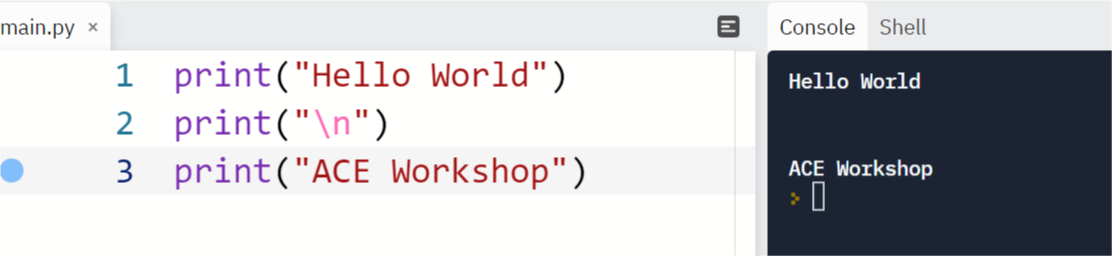 main.py ×
Console Shell
1 print("Hello World")
2 print("\n")
3 print("ACE Workshop")
Hello World
ACE Workshop
>